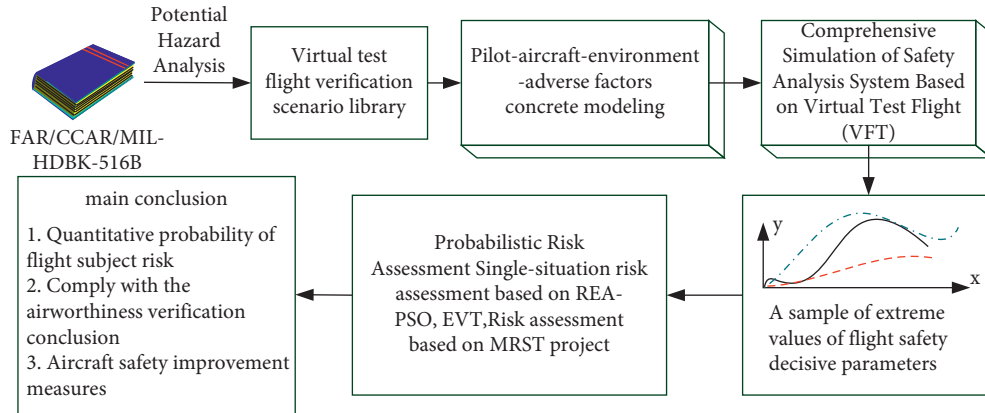 Potential
Hazard
Analysis
FAR/CCAR/MIL-
HDBK-516B
Virtual test
flight verification
scenario library
Pilot-aircraft-environment
-adverse factors
concrete modeling
Comprehensive
Simulation of Safety
Analysis System Based
on Virtual Test Flight
(VFT)
y
x
A sample of extreme
values of flight safety
decisive parameters
Probabilistic Risk
Assessment Single-situation risk
assessment based on REA-
PSO, EVT,Risk assessment
based on MRST project
main conclusion
1. Quantitative probability of
flight subject risk
2. Comply with the
airworthiness verification
conclusion
3. Aircraft safety improvement
measures